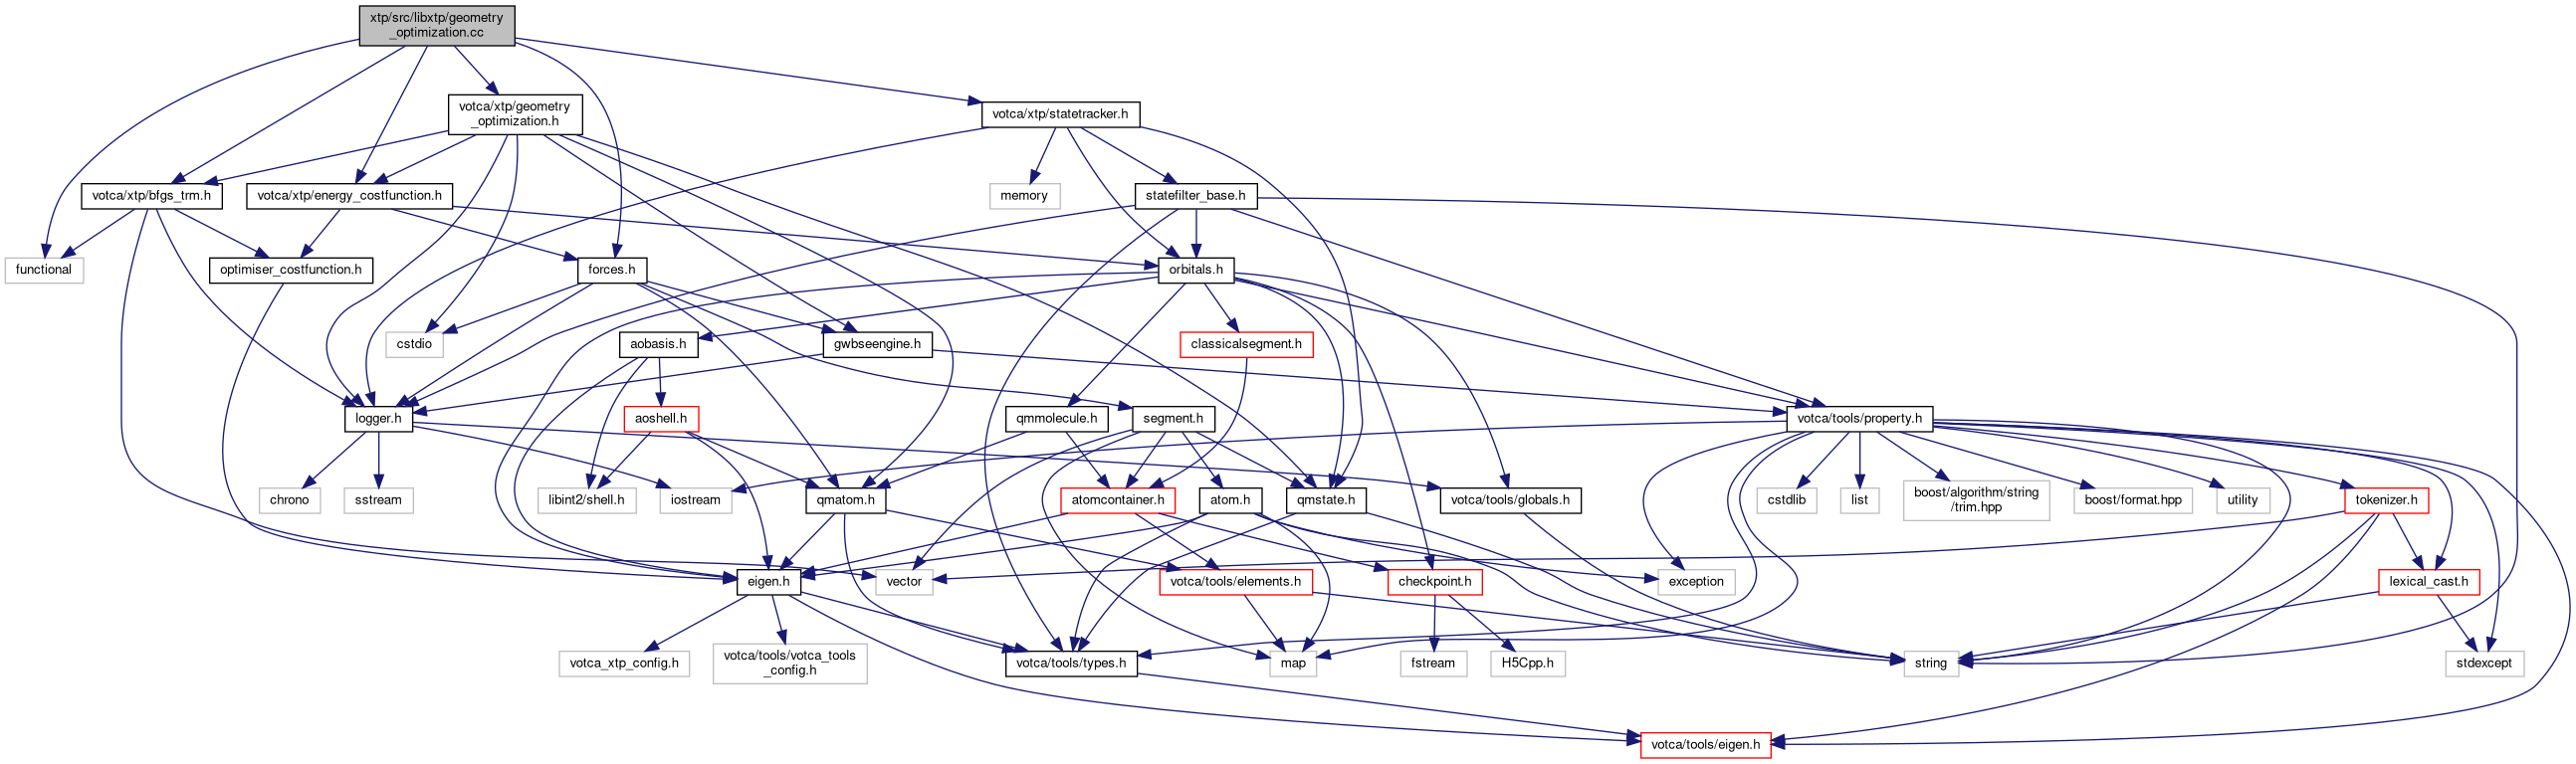 xtp/src/libxtp/geometry
_optimization.cc
votca/xtp/geometry
_optimization.h
votca/xtp/statetracker.h
votca/xtp/bfgs_trm.h
votca/xtp/energy_costfunction.h
memory
statefilter_base.h
functional
optimiser_costfunction.h
forces.h
orbitals.h
cstdio
aobasis.h
gwbseengine.h
classicalsegment.h
logger.h
aoshell.h
qmmolecule.h
segment.h
votca/tools/property.h
chrono
sstream
libint2/shell.h
iostream
qmatom.h
atomcontainer.h
atom.h
qmstate.h
votca/tools/globals.h
cstdlib
list
boost/algorithm/string
/trim.hpp
boost/format.hpp
utility
tokenizer.h
eigen.h
vector
votca/tools/elements.h
checkpoint.h
exception
lexical_cast.h
votca_xtp_config.h
votca/tools/votca_tools
_config.h
votca/tools/types.h
map
fstream
H5Cpp.h
string
stdexcept
votca/tools/eigen.h